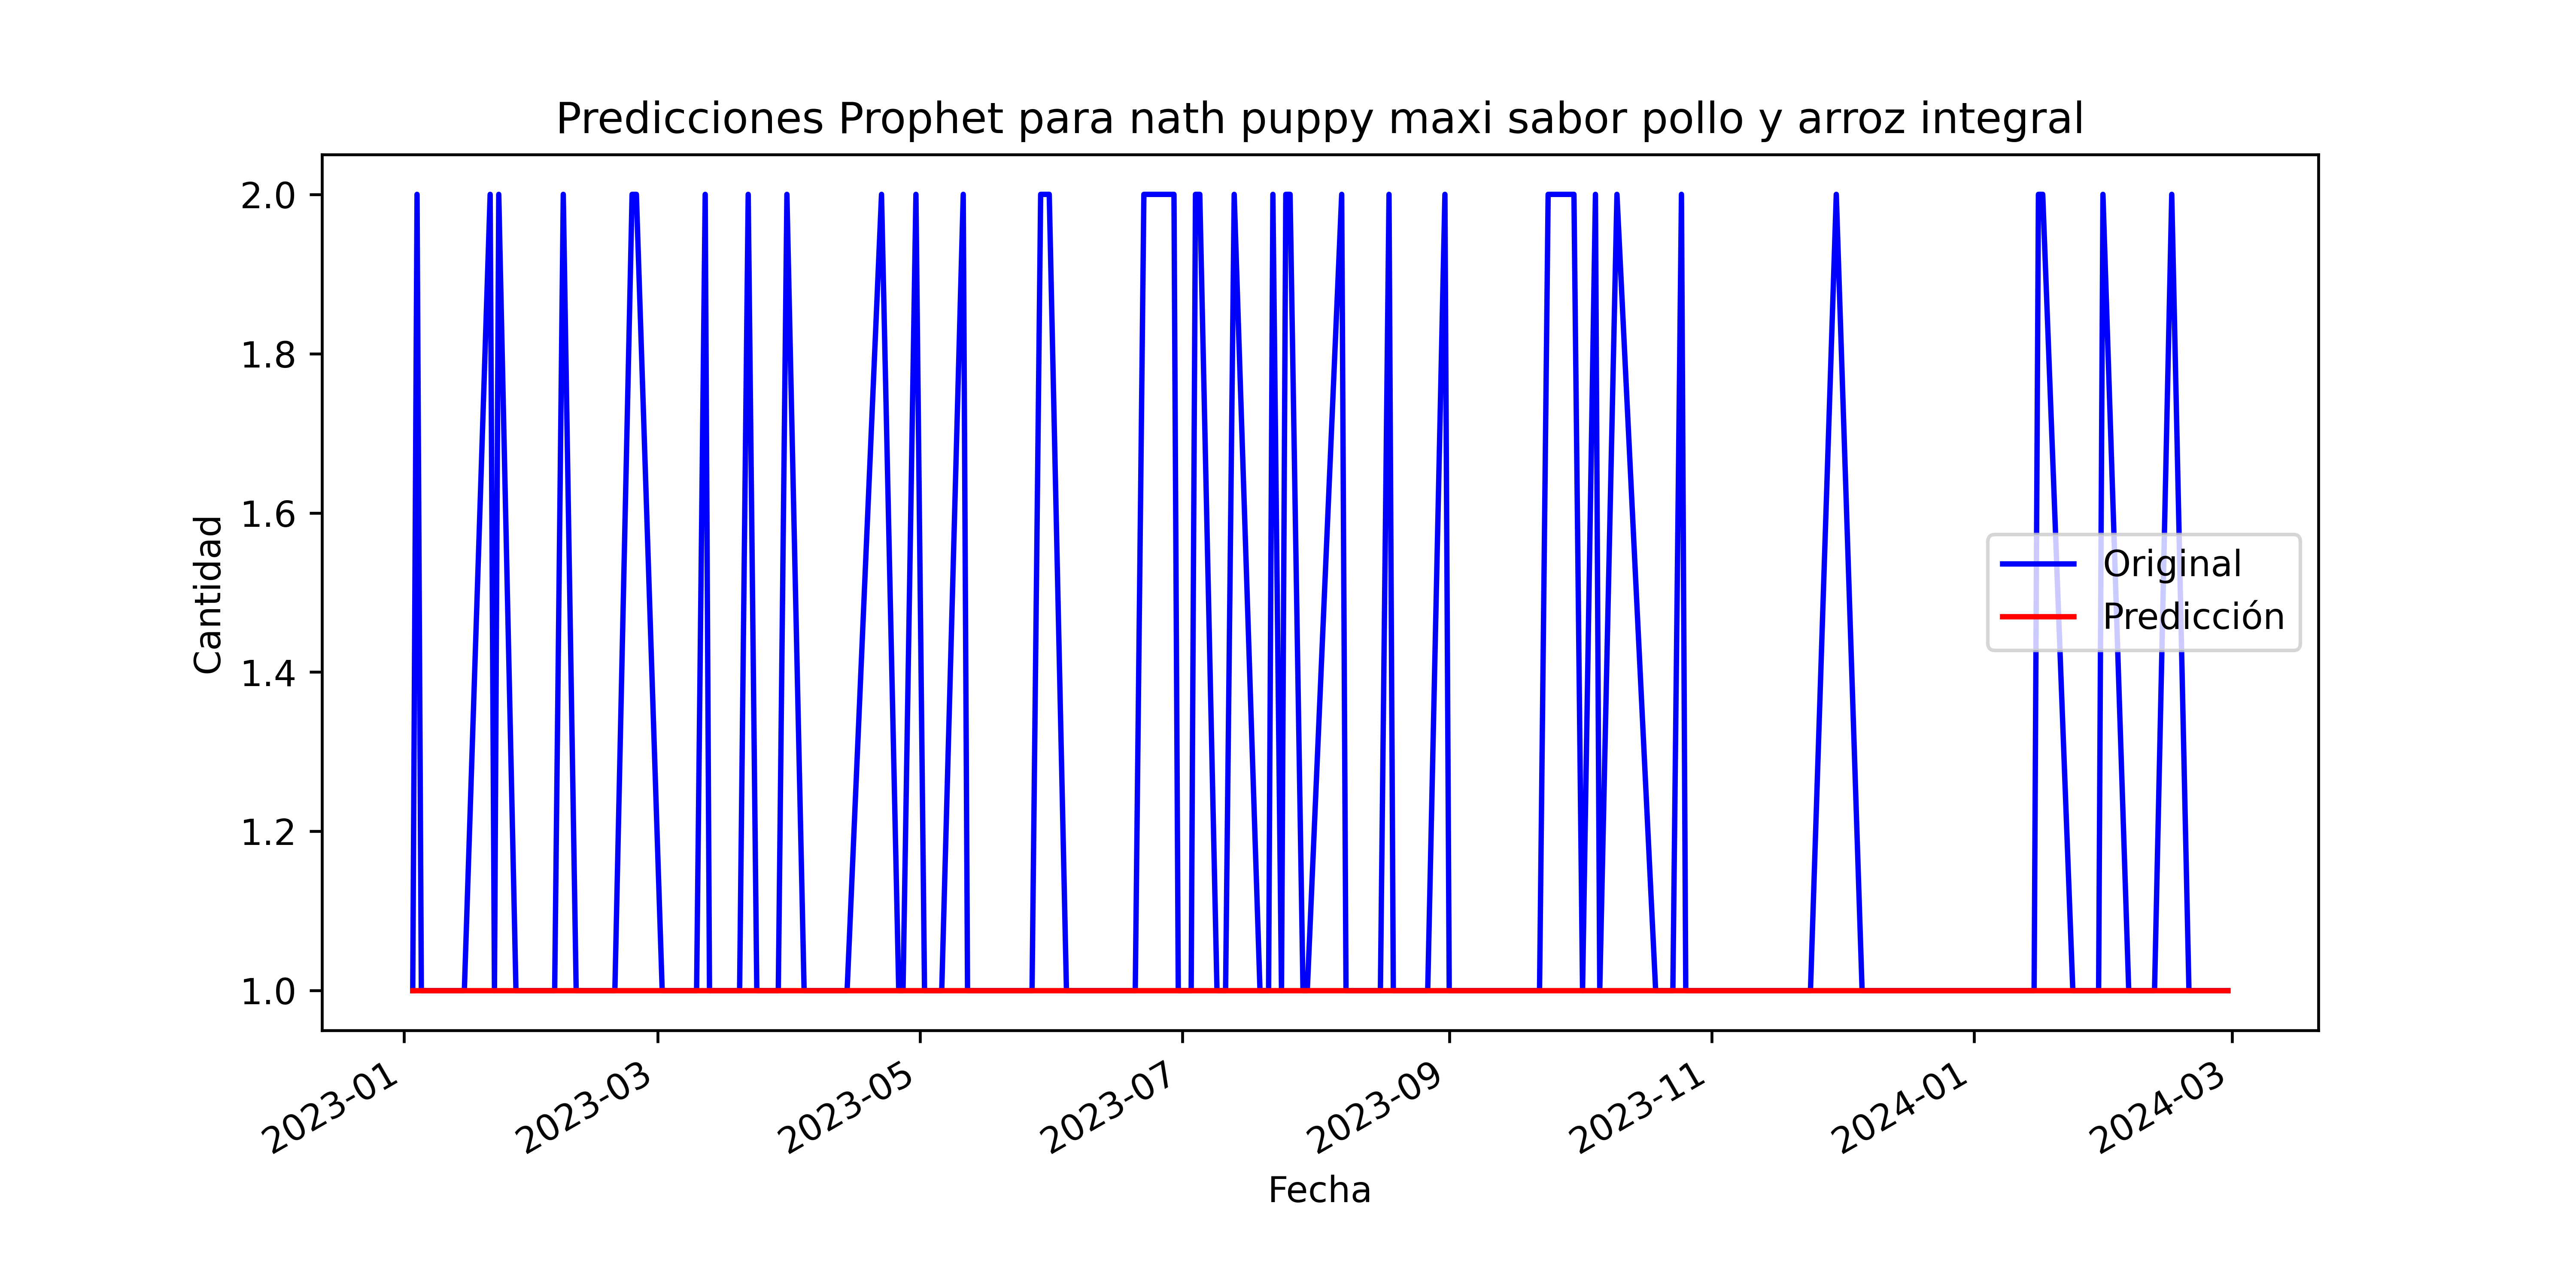 Predicciones Prophet para nath puppy maxi sabor pollo y arroz integral
2.0
1.8
1.6
1.4
1.2
1.0
Cantidad
Original
Predicción
2023-01
2023-03
2023-05
2023-07
2023-09
2023-11
2024-01
2024-03
Fecha